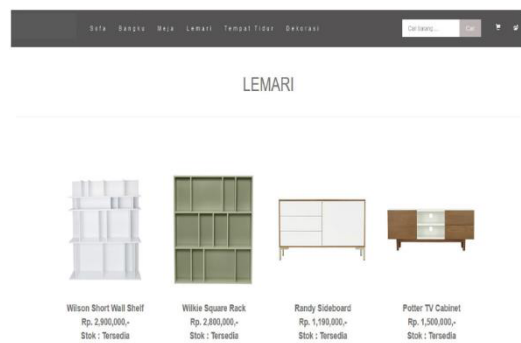 Sofa Bangku Meja Lemari Tempat Tidur Dekorasi Cari barang.... Cari
LEMARI
Wilson Short Wall Shelf
Rp. 2,900,000,-
Stok : Tersedia
Wilkie Square Rack
Rp. 2,800,000,-
Stok : Tersedia
Randy Sideboard
Rp. 1,190,000,-
Stok : Tersedia
Potter TV Cabinet
Rp. 1,500,000,-
Stok : Tersedia